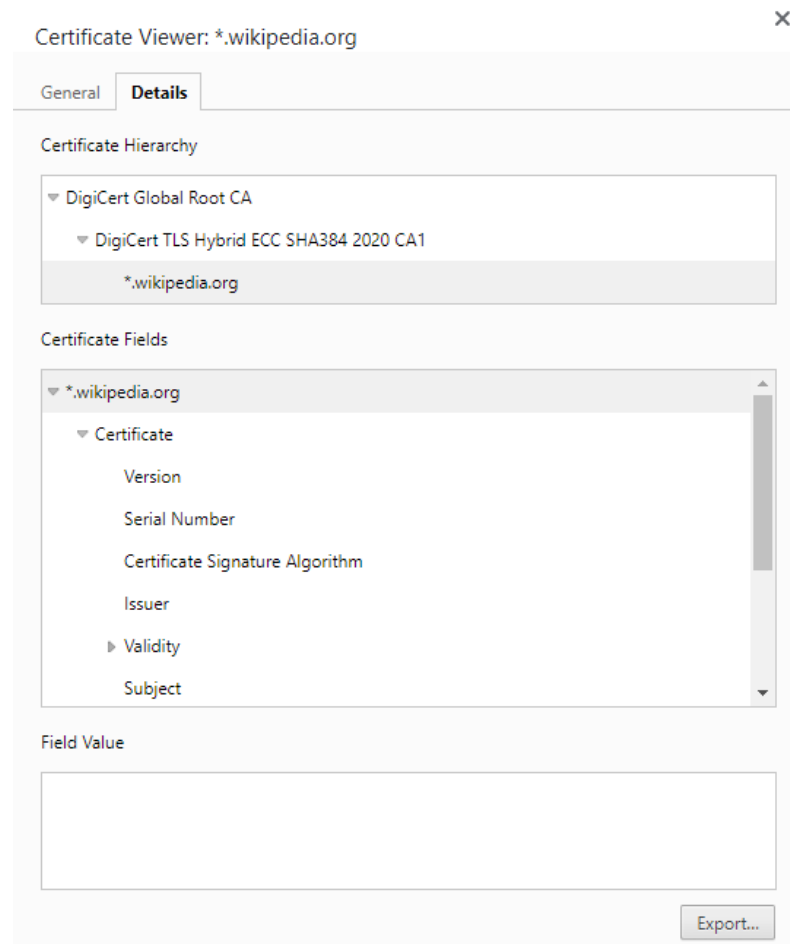 Certificate Viewer: *.wikipedia.org
General Details
Certificate Hierarchy
DigiCert Global Root CA
DigiCert TLS Hybrid ECC SHA384 2020 CA1
*.wikipedia.org
Certificate Fields
*.wikipedia.org
Certificate
Version
Serial Number
Certificate Signature Algorithm
Issuer
Validity
Subject
Field Value
Export...